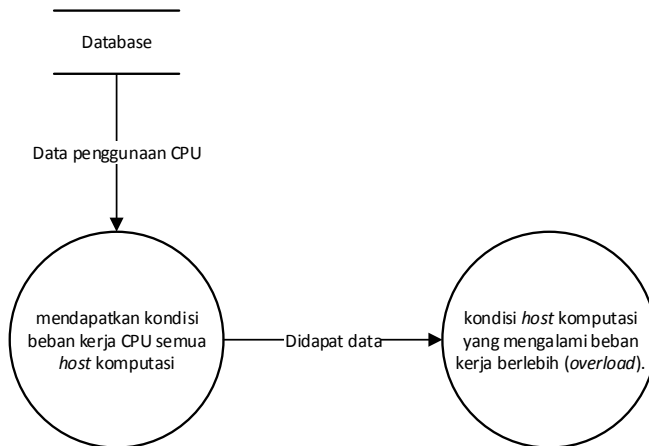 Database
Data penggunaan CPU
mendapatkan kondisi
beban kerja CPU semua
host komputasi
Didapat data
kondisi host komputasi
yang mengalami beban
kerja berlebih (overload).